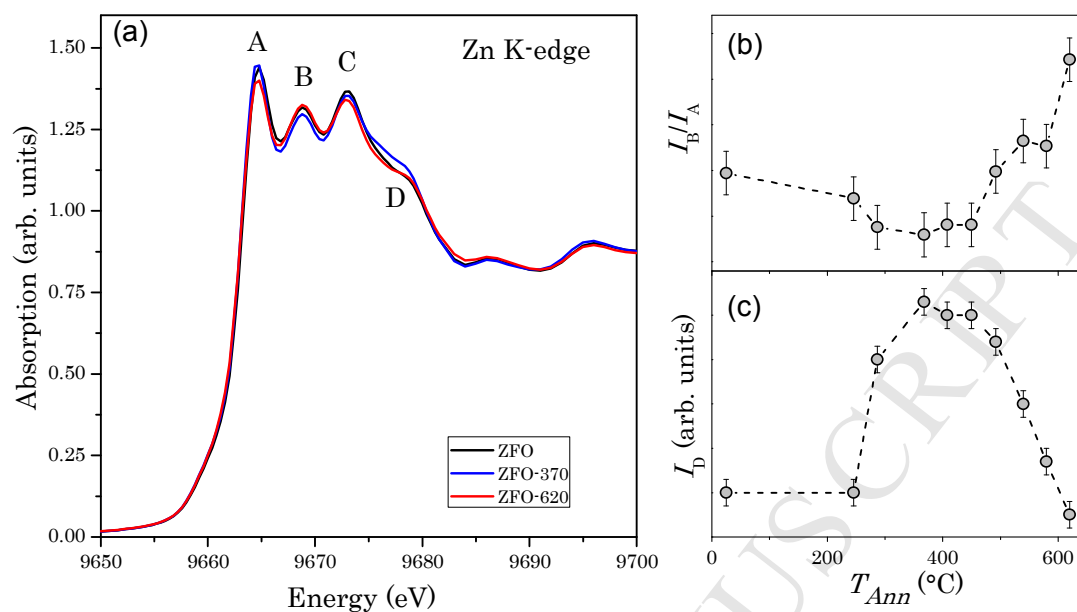 (a)
A
B
C
D
Zn K-edge
1.50
1.25
1.00
0.75
0.50
0.25
0.00
Absorption (arb. units)
ZFO
ZFO-370
ZFO-620
9650 9660 9670 9680 9690 9700
Energy (eV)
(b)
I_B/I_A
(c)
I_D (arb. units)
0 200 400 600
T_Ann (°C)
USCRIPT